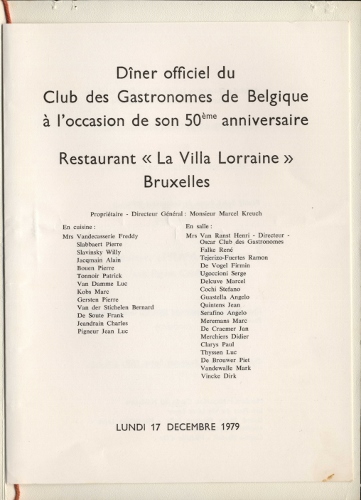 Dîner officiel du
Club des Gastronomes de Belgique
à l'occasion de son 50ème anniversaire
Restaurant « La Villa Lorraine »
Bruxelles
Propriétaire - Directeur Général : Monsieur Marcel Kreuch
En cuisine :
Mrs Vandecasserie Freddy
Slabbaert Pierre
Slavinsky Willy
Jacqmain Alain
Bouen Pierre
Tonnoir Patrick
Van Damme Luc
Kobs Marc
Gersten Pierre
Van der Stichelen Bernard
De Soute Frank
Jeandrain Charles
Pigneur Jean Luc
En salle :
Mrs Van Ranst Henri - Directeur -
Oscar Club des Gastronomes
Falke René
Tejerizo-Fuertes Ramon
De Vogel Firmin
Ugoccioni Serge
Delcuve Marcel
Cochi Stefano
Guastella Angelo
Quintens Jean
Serafino Angelo
Meremans Marc
De Craemer Jan
Merchiers Didier
Clarys Paul
Thyssen Luc
De Brouwer Piet
Vandewalle Mark
Vincke Dirk
LUNDI 17 DECEMBRE 1979